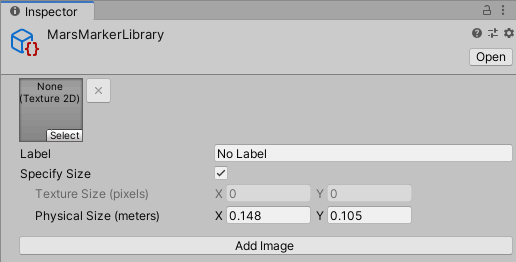 Inspector
MarsMarkerLibrary
Open
None
(Texture 2D)
Select
Label No Label
Specify Size
Texture Size (pixels) X 0 Y 0
Physical Size (meters) X 0.148 Y 0.105
Add Image